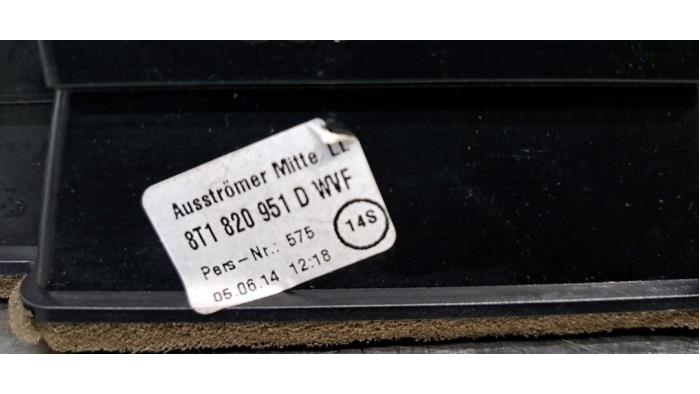 Ausströmer Mitte LL
8T1 820 951 D WVF
Pers-Nr.: 575
14S
05.06.14 12:18